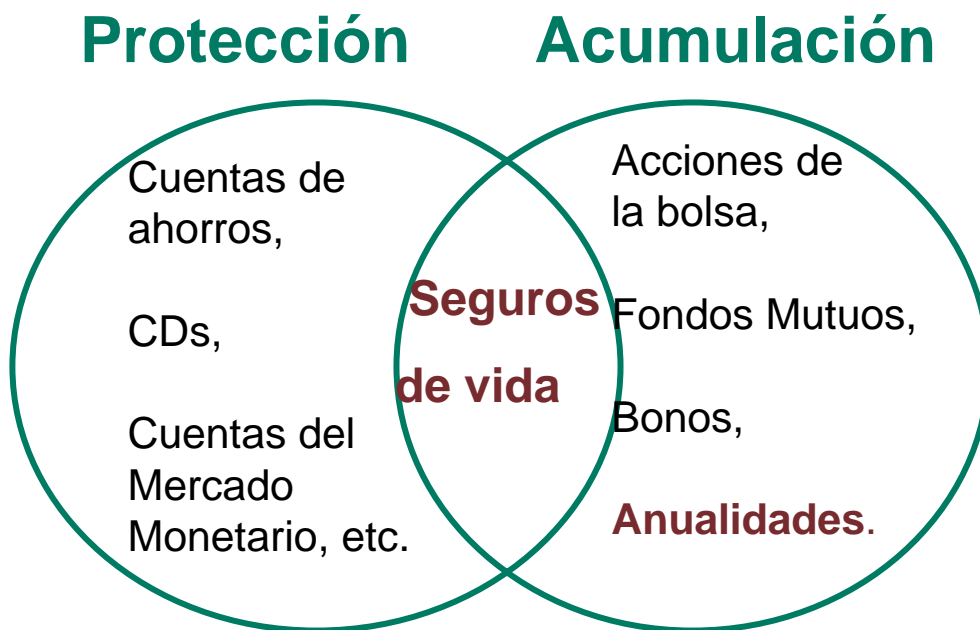 Protección
Acumulación
Cuentas de
ahorros,
CDs,
Cuentas del
Mercado
Monetario, etc.
Seguros
de vida
Acciones de
la bolsa,
Fondos Mutuos,
Bonos,
Anualidades.